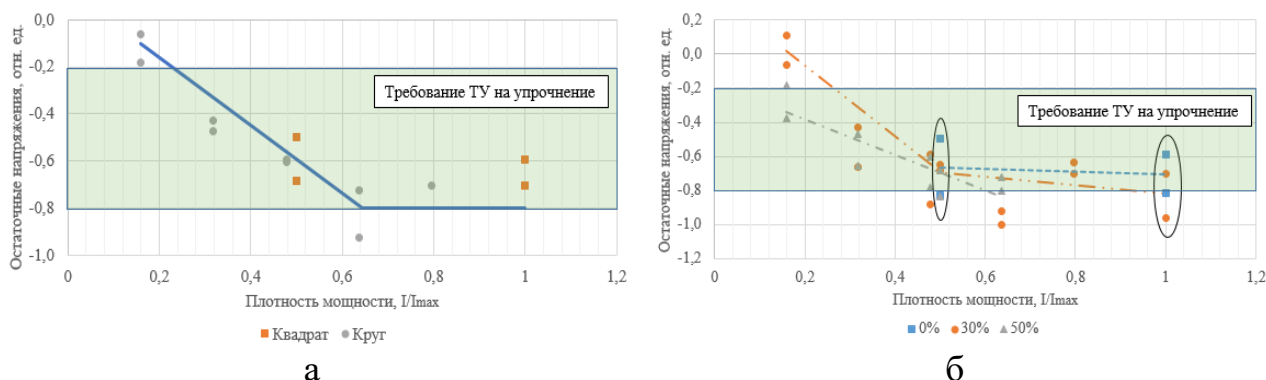 Остаточные напряжения, отн. ед.
0,0
-0,2
-0,4
-0,6
-0,8
-1,0
Требование ТУ на упрочнение
0 0,2 0,4 0,6 0,8 1 1,2
Плотность мощности, I/Imax
Квадрат Круг
а
Остаточные напряжения, отн. ед.
0,2
0,0
-0,2
-0,4
-0,6
-0,8
-1,0
-1,2
Требование ТУ на упрочнение
0 0,2 0,4 0,6 0,8 1 1,2
Плотность мощности, I/Imax
0% 30% 50%
б